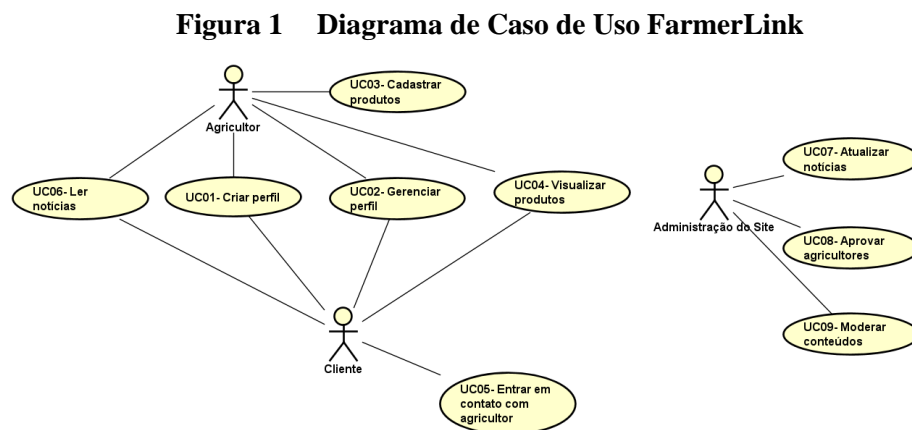 Figura 1 Diagrama de Caso de Uso FarmerLink
UC03- Cadastrar
produtos
Agricultor
UC06- Ler
notícias
UC01- Criar perfil
UC02- Gerenciar
perfil
UC04- Visualizar
produtos
UC07- Atualizar
notícias
Administração do Site
UC08- Aprovar
agricultores
UC09- Moderar
conteúdos
Cliente
UC05- Entrar em
contato com
agricultor